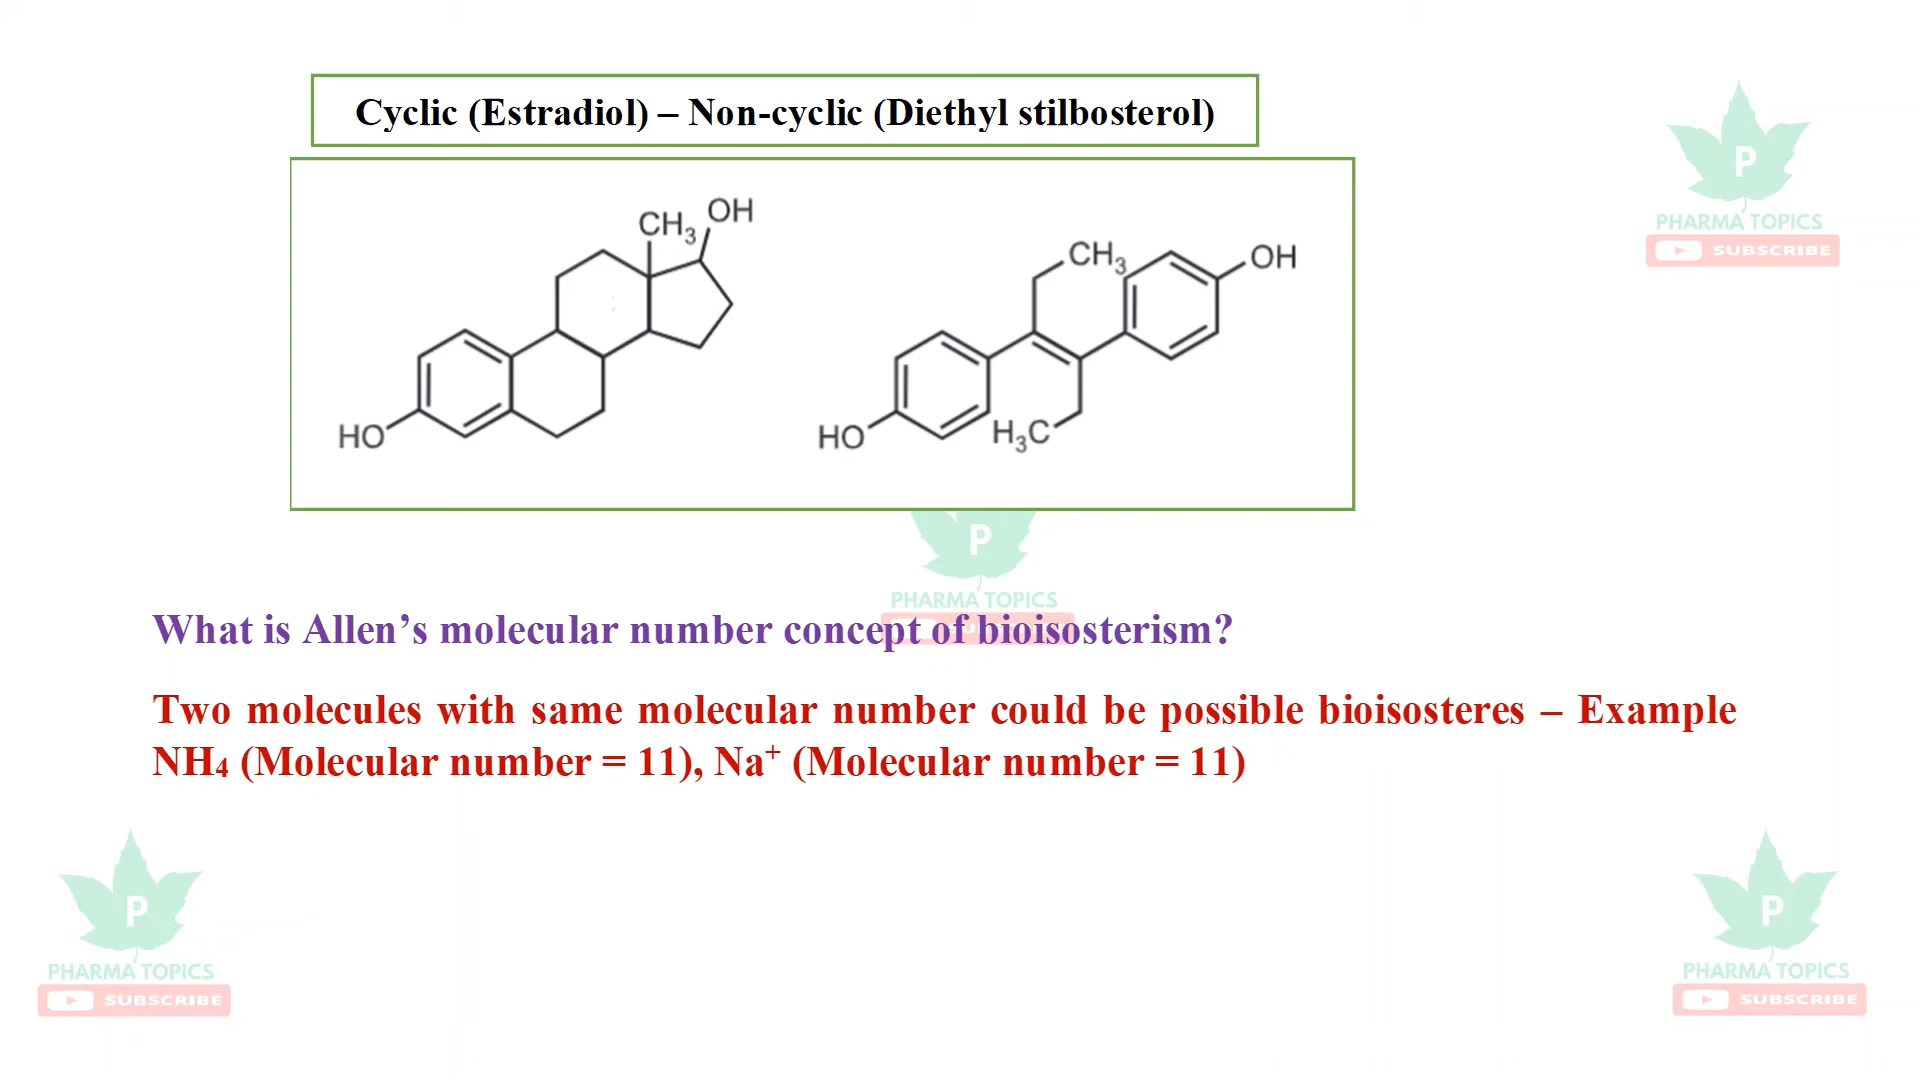 Cyclic (Estradiol) – Non-cyclic (Diethyl stilbosterol)
CH3 OH
HO
CH3
OH
HO
H3C
P
PHARMA TOPICS
SUBSCRIBE
P
PHARMA TOPICS
What is Allen’s molecular number concept of bioisosterism?
Two molecules with same molecular number could be possible bioisosteres – Example
NH4 (Molecular number = 11), Na+ (Molecular number = 11)
P
PHARMA TOPICS
SUBSCRIBE
P
PHARMA TOPICS
SUBSCRIBE